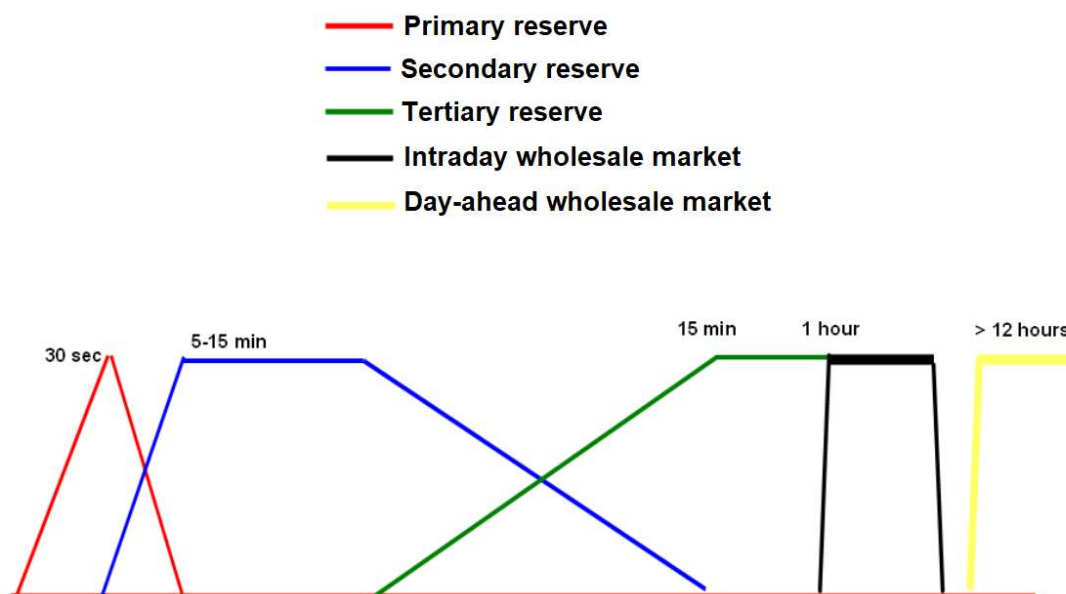 Primary reserve
Secondary reserve
Tertiary reserve
Intraday wholesale market
Day-ahead wholesale market
30 sec
5-15 min
15 min
1 hour
> 12 hours